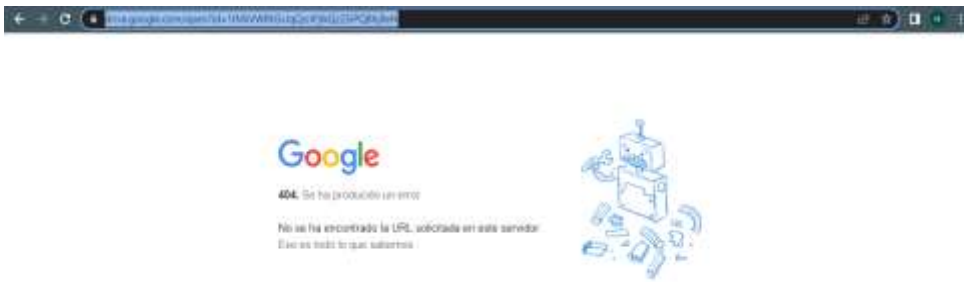 Google
404. Se ha producido un error
No se ha encontrado la URL solicitada en este servidor
Eso es todo lo que sabemos